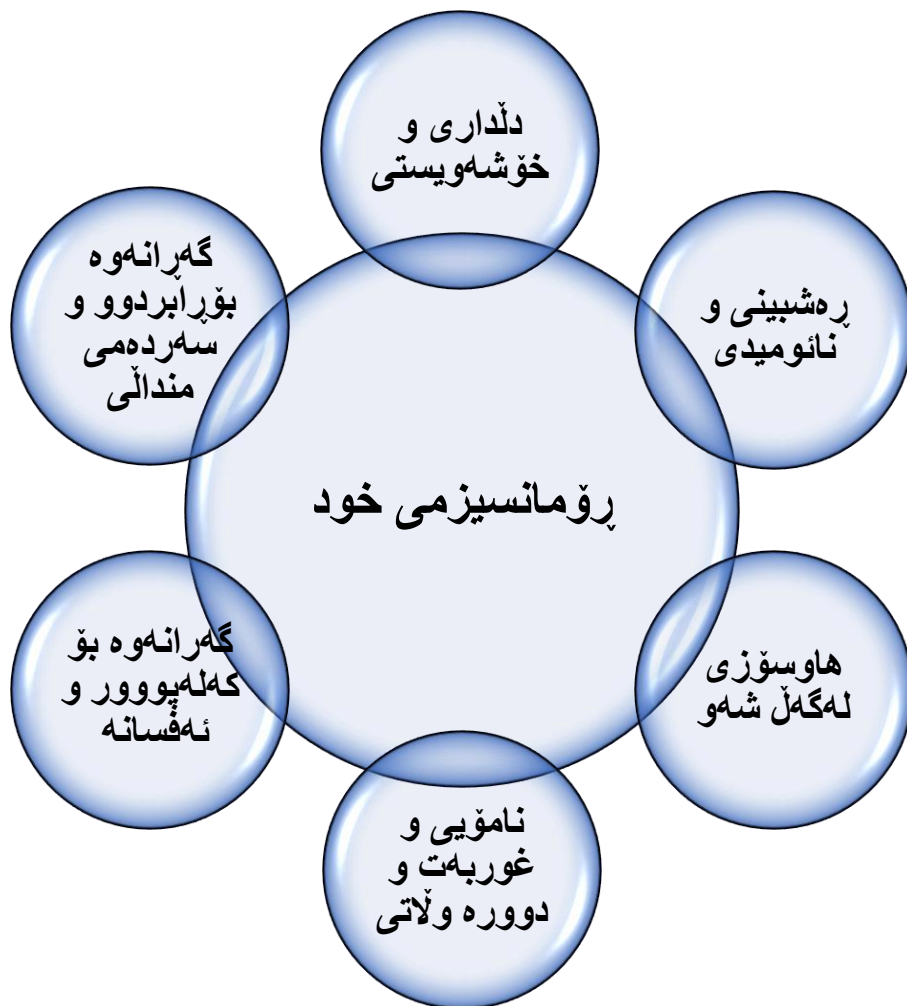 دڵداری و
خۆشەویستی
ڕەشبینی و
نائومیدی
هاوسۆزی
لەگەڵ شەو
نامۆیی و
غوربەت و
دوورە وڵاتی
گەڕانەوە بۆ
کەلەپوور و
ئەفسانە
گەڕانەوە
بۆڕابردوو و
سەردەمی
منداڵی
ڕۆمانسیزمی خود